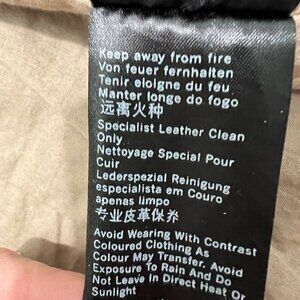 Keep away from fire
Von feuer fernhalten
Tenir eloigne du feu
Manter longe do fogo
远离火种
Specialist Leather Clean
Only
Nettoyage Special Pour
Cuir
Lederspezial Reinigung
especialista em Couro
apenas limpo
专业皮革保养
Avoid Wearing With Contrast
Coloured Clothing As
Colour May Transfer. Avoid
Exposure To Rain And Do
Not Leave In Direct Heat Or
Sunlight